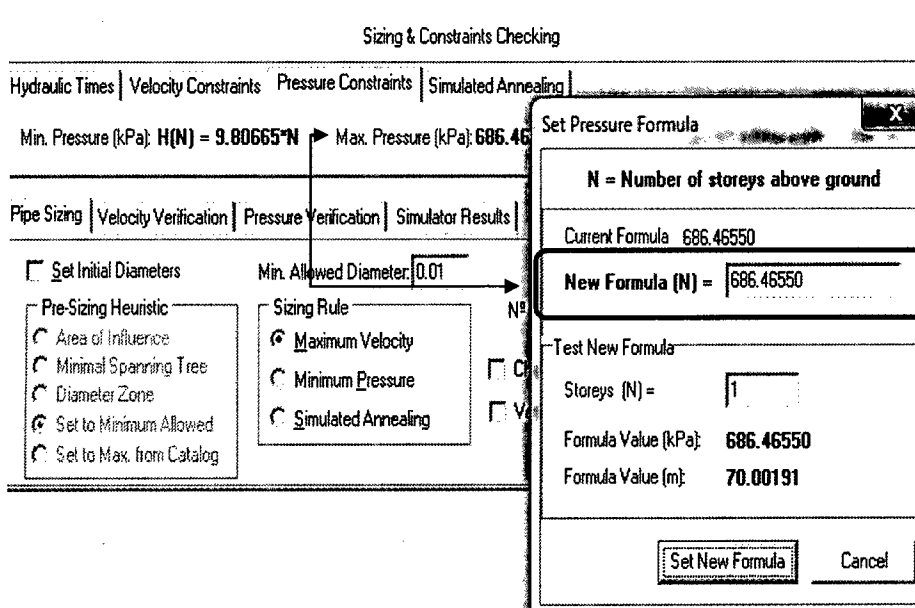 Sizing & Constraints Checking
Hydraulic Times Velocity Constraints Pressure Constraints Simulated Annealing
Min. Pressure (kPa): H(N) = 9.80665*N Max. Pressure (kPa): 686.46
Pipe Sizing Velocity Verification Pressure Verification Simulator Results
Set Initial Diameters Min. Allowed Diameter: 0.01
Pre-Sizing Heuristic
Area of Influence
Minimal Spanning Tree
Diameter Zone
Set to Minimum Allowed
Set to Max. from Catalog
Sizing Rule
Maximum Velocity
Minimum Pressure
Simulated Annealing
Nº
Set Pressure Formula X
N = Number of storeys above ground
Current Formula 686.46550
New Formula (N) = 686.46550
Test New Formula
Storeys (N) = 1
Formula Value (kPa): 686.46550
Formula Value (m): 70.00191
Set New Formula Cancel